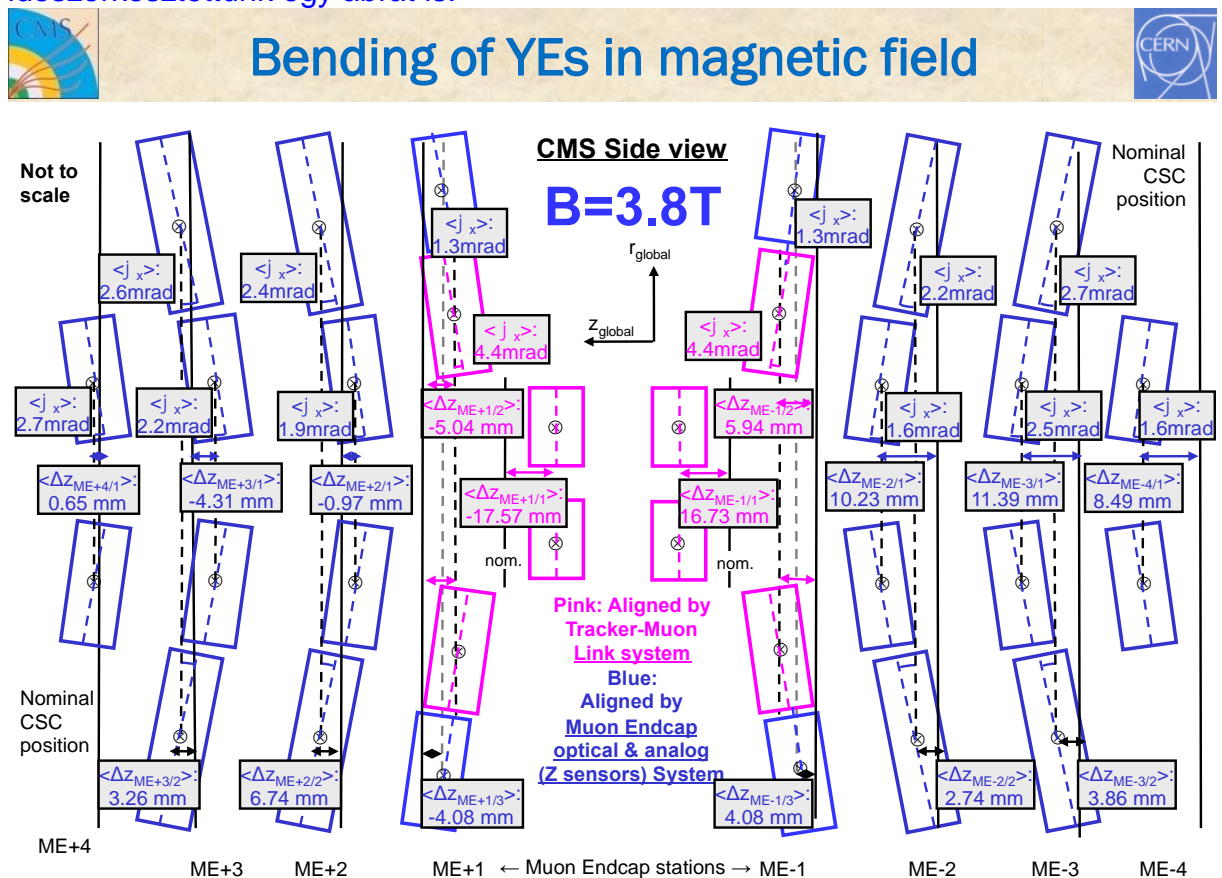 CMS
Bending of YEs in magnetic field
CERN
Not to
scale
CMS Side view
B=3.8T
Nominal
CSC
position
r global
z global
<j x>:
1.3mrad
<j x>:
1.3mrad
<j x>:
2.6mrad
<j x>:
2.4mrad
<j x>:
2.2mrad
<j x>:
2.7mrad
<j x>:
4.4mrad
<j x>:
4.4mrad
<j x>:
2.7mrad
<j x>:
2.2mrad
<j x>:
1.9mrad
<ΔzME+1/2>:
-5.04 mm
<ΔzME-1/2>:
5.94 mm
<j x>:
1.6mrad
<j x>:
2.5mrad
<j x>:
1.6mrad
<ΔzME+4/1>:
0.65 mm
<ΔzME+3/1>:
-4.31 mm
<ΔzME+2/1>:
-0.97 mm
<ΔzME+1/1>:
-17.57 mm
<ΔzME-1/1>:
16.73 mm
<ΔzME-2/1>:
10.23 mm
<ΔzME-3/1>:
11.39 mm
<ΔzME-4/1>:
8.49 mm
nom.
nom.
Pink: Aligned by
Tracker-Muon
Link system
Blue:
Aligned by
Muon Endcap
optical & analog
(Z sensors) System
Nominal
CSC
position
<ΔzME+3/2>:
3.26 mm
<ΔzME+2/2>:
6.74 mm
<ΔzME+1/3>:
-4.08 mm
<ΔzME-1/3>:
4.08 mm
<ΔzME-2/2>:
2.74 mm
<ΔzME-3/2>:
3.86 mm
ME+4
ME+3
ME+2
ME+1
← Muon Endcap stations →
ME-1
ME-2
ME-3
ME-4